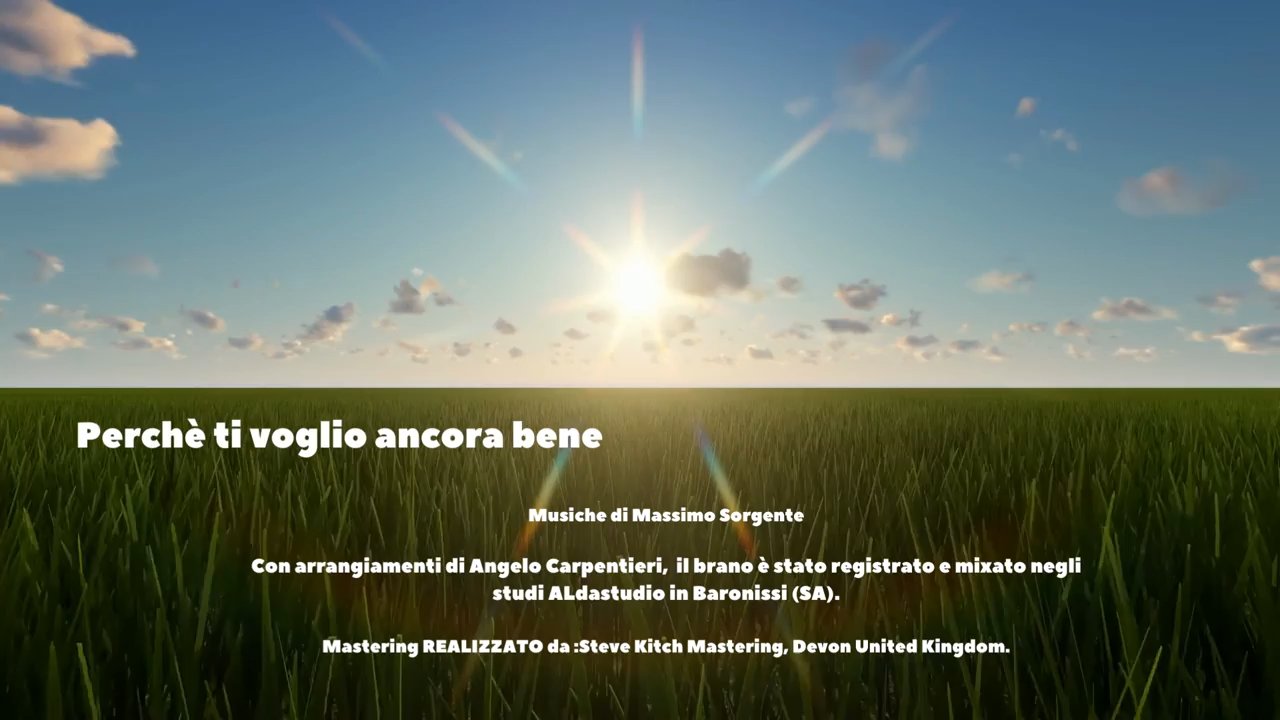 Perchè ti voglio ancora bene
Musiche di Massimo Sorgente
Con arrangiamenti di Angelo Carpentieri,  il brano è stato registrato e mixato negli
studi ALdastudio in Baronissi (SA).
Mastering REALIZZATO da :Steve Kitch Mastering, Devon United Kingdom.